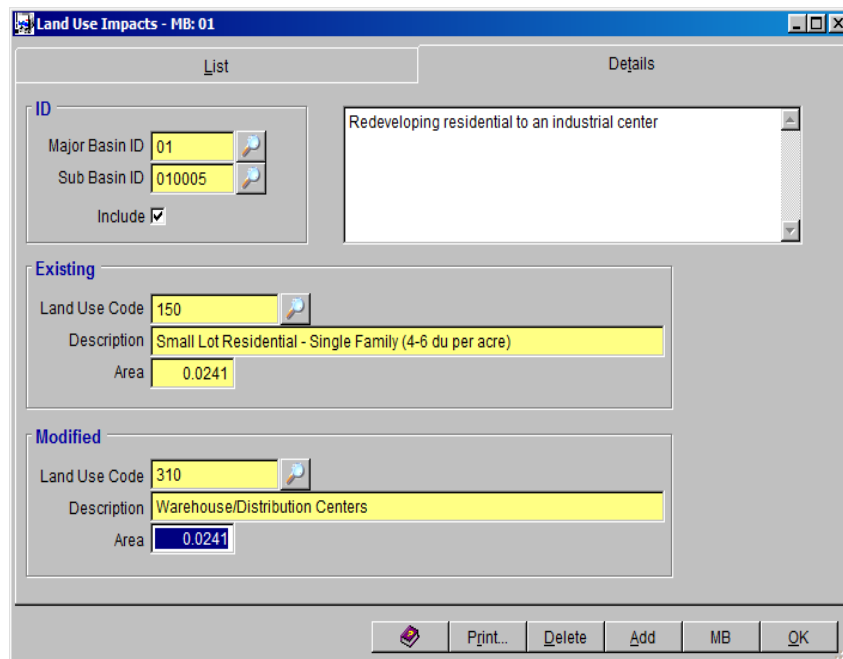 Land Use Impacts - MB: 01
List
Details
ID
Major Basin ID 01
Sub Basin ID 010005
Include
Redeveloping residential to an industrial center
Existing
Land Use Code 150
Description Small Lot Residential - Single Family (4-6 du per acre)
Area 0.0241
Modified
Land Use Code 310
Description Warehouse/Distribution Centers
Area 0.0241
Print... Delete Add MB OK